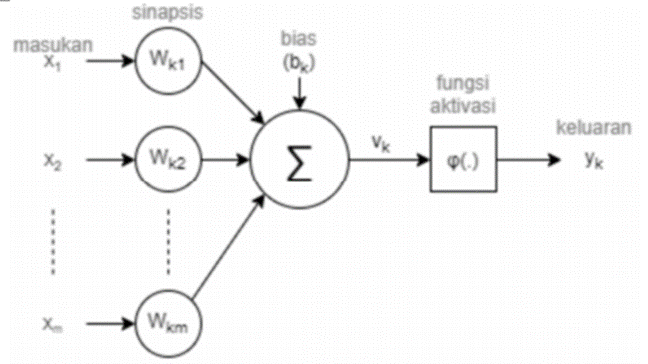 sinapsis
masukan
x1
Wk1
bias
(bk)
fungsi
aktivasi
x2
Wk2
Σ
vk
φ(.)
keluaran
yk
xm
Wkm